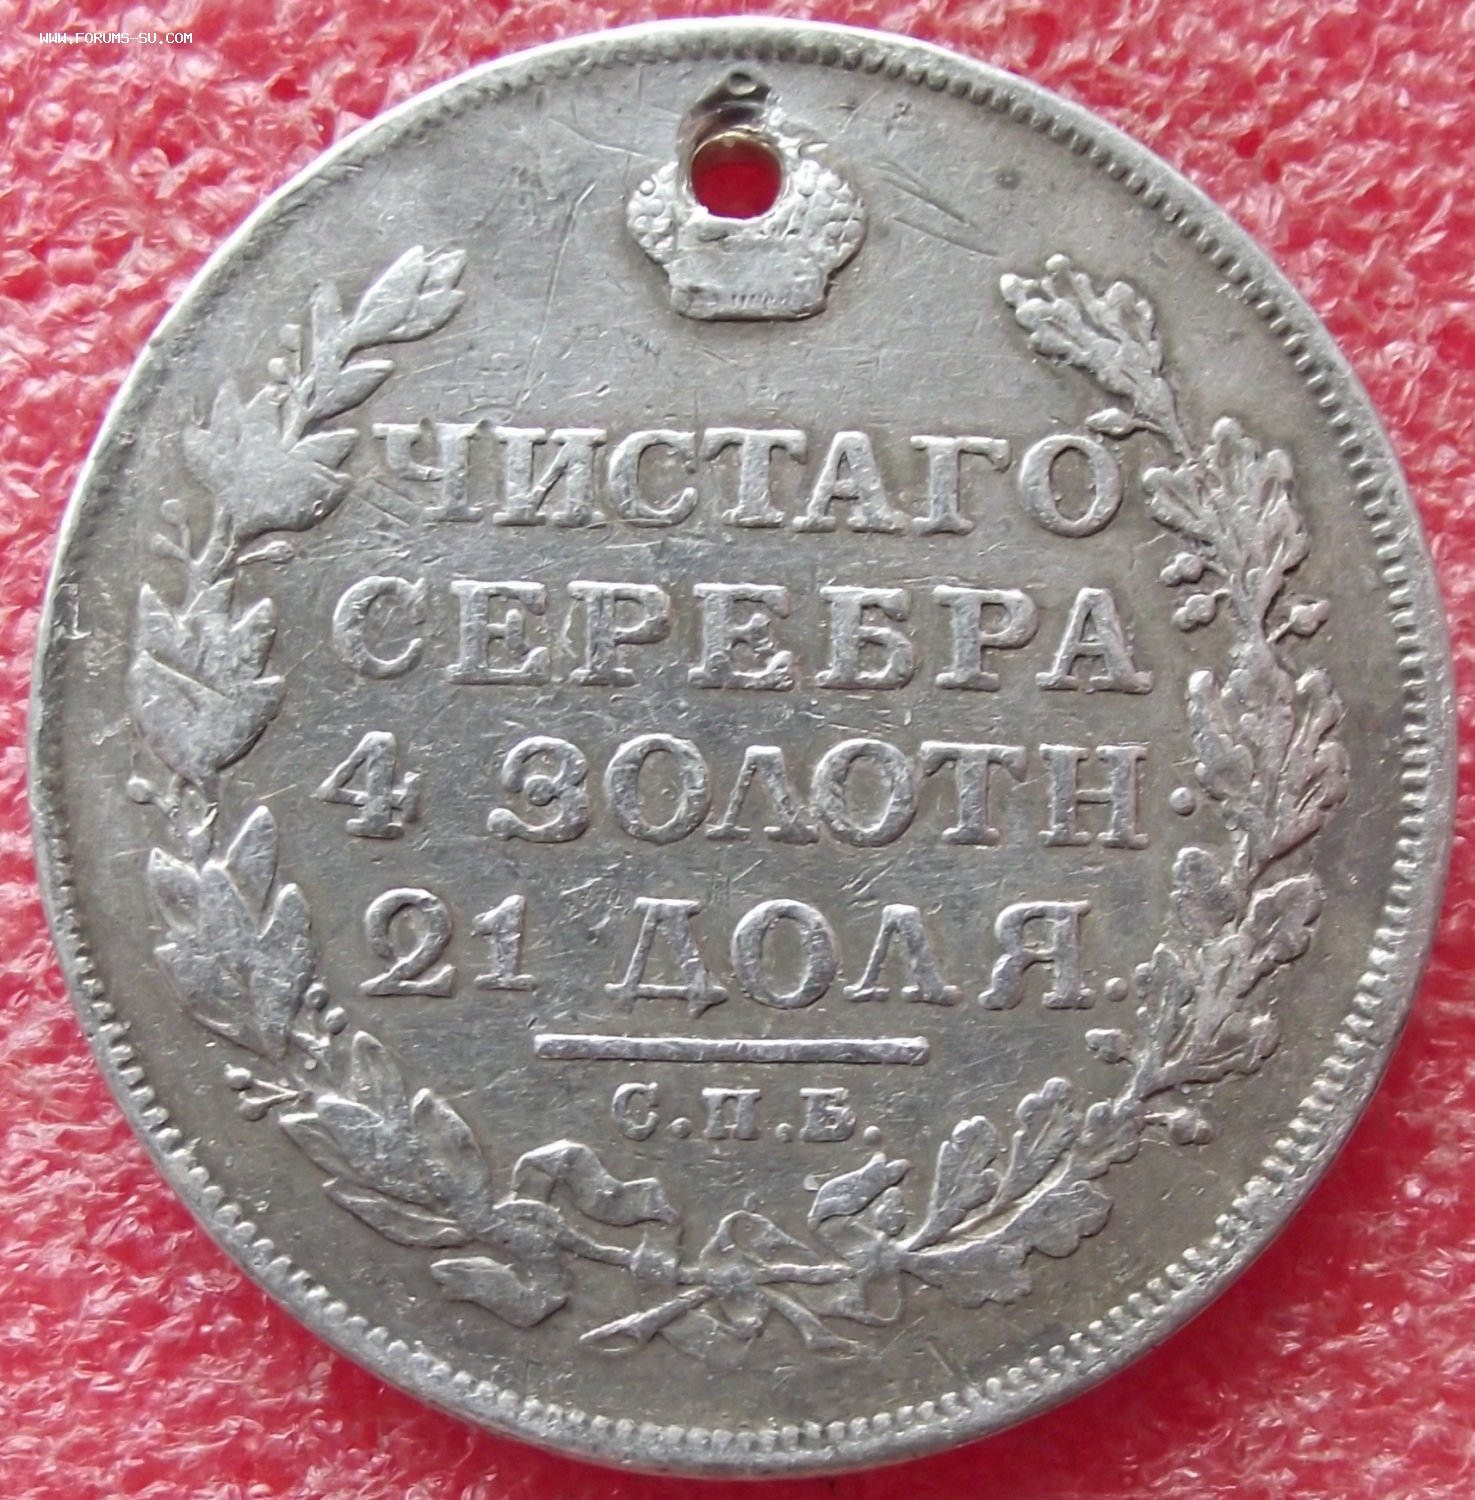 WWW.FORUMS-SU.COM
ЧИСТАГО
СЕРЕБРА
4 ЗОЛОТН.
21 ДОЛЯ.
С.П.Б.